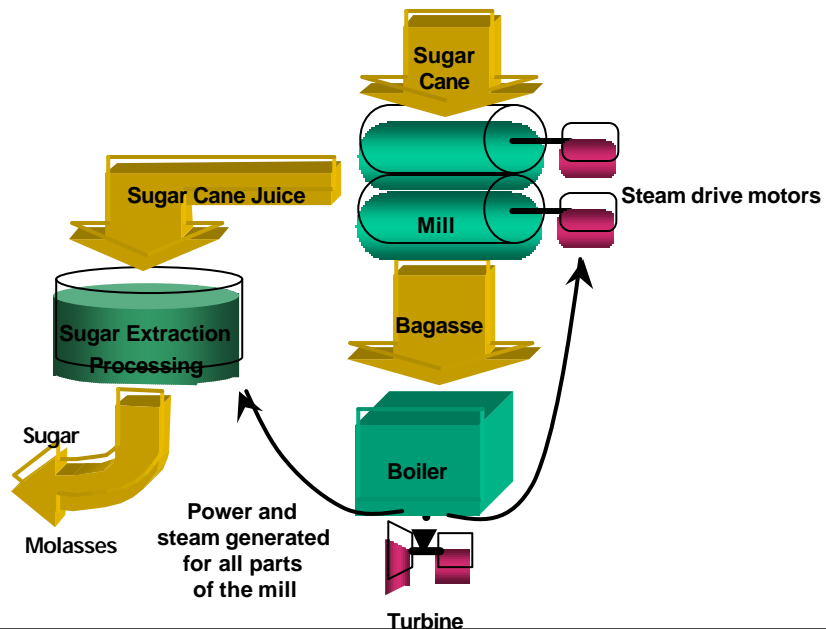 Sugar
Cane
Steam drive motors
Sugar Cane Juice
Mill
Bagasse
Sugar Extraction
Processing
Boiler
Sugar
Molasses
Power and
steam generated
for all parts
of the mill
Turbine